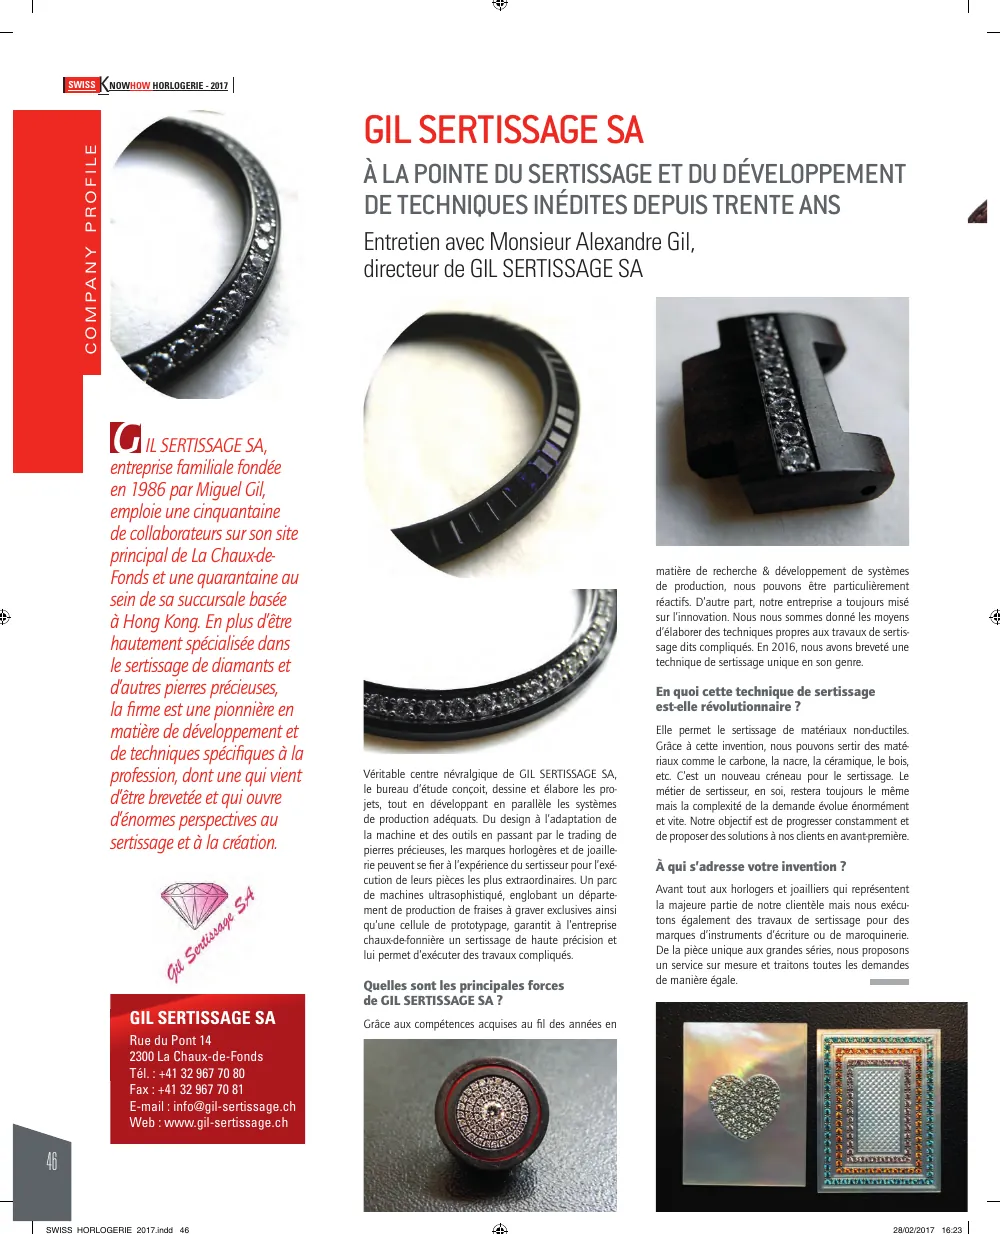 SWISS KNOWHOW HORLOGERIE - 2017
COMPANY PROFILE
GIL SERTISSAGE SA
À LA POINTE DU SERTISSAGE ET DU DÉVELOPPEMENT
DE TECHNIQUES INÉDITES DEPUIS TRENTE ANS
Entretien avec Monsieur Alexandre Gil,
directeur de GIL SERTISSAGE SA
GIL SERTISSAGE SA,
entreprise familiale fondée
en 1986 par Miguel Gil,
emploie une cinquantaine
de collaborateurs sur son site
principal de La Chaux-de-
Fonds et une quarantaine au
sein de sa succursale basée
à Hong Kong. En plus d'être
hautement spécialisée dans
le sertissage de diamants et
d'autres pierres précieuses,
la firme est une pionnière en
matière de développement et
de techniques spécifiques à la
profession, dont une qui vient
d'être brevetée et qui ouvre
d'énormes perspectives au
sertissage et à la création.
Gil Sertissage SA
GIL SERTISSAGE SA
Rue du Pont 14
2300 La Chaux-de-Fonds
Tél. : +41 32 967 70 80
Fax : +41 32 967 70 81
E-mail : info@gil-sertissage.ch
Web : www.gil-sertissage.ch
Véritable centre névralgique de GIL SERTISSAGE SA,
le bureau d'étude conçoit, dessine et élabore les pro-
jets, tout en développant en parallèle les systèmes
de production adéquats. Du design à l'adaptation de
la machine et des outils en passant par le trading de
pierres précieuses, les marques horlogères et de joaille-
rie peuvent se fier à l'expérience du sertisseur pour l'exé-
cution de leurs pièces les plus extraordinaires. Un parc
de machines ultrasophistiqué, englobant un départe-
ment de production de fraises à graver exclusives ainsi
qu'une cellule de prototypage, garantit à l'entreprise
chaux-de-fonnière un sertissage de haute précision et
lui permet d'exécuter des travaux compliqués.
Quelles sont les principales forces
de GIL SERTISSAGE SA ?
Grâce aux compétences acquises au fil des années en
matière de recherche & développement de systèmes
de production, nous pouvons être particulièrement
réactifs. D'autre part, notre entreprise a toujours misé
sur l'innovation. Nous nous sommes donné les moyens
d'élaborer des techniques propres aux travaux de sertis-
sage dits compliqués. En 2016, nous avons breveté une
technique de sertissage unique en son genre.
En quoi cette technique de sertissage
est-elle révolutionnaire ?
Elle permet le sertissage de matériaux non-ductiles.
Grâce à cette invention, nous pouvons sertir des maté-
riaux comme le carbone, la nacre, la céramique, le bois,
etc. C'est un nouveau créneau pour le sertissage. Le
métier de sertisseur, en soi, restera toujours le même
mais la complexité de la demande évolue énormément
et vite. Notre objectif est de progresser constamment et
de proposer des solutions à nos clients en avant-première.
À qui s'adresse votre invention ?
Avant tout aux horlogers et joailliers qui représentent
la majeure partie de notre clientèle mais nous exécu-
tons également des travaux de sertissage pour des
marques d'instruments d'écriture ou de maroquinerie.
De la pièce unique aux grandes séries, nous proposons
un service sur mesure et traitons toutes les demandes
de manière égale.
46
SWISS HORLOGERIE 2017.indd 46
28/02/2017 16:23